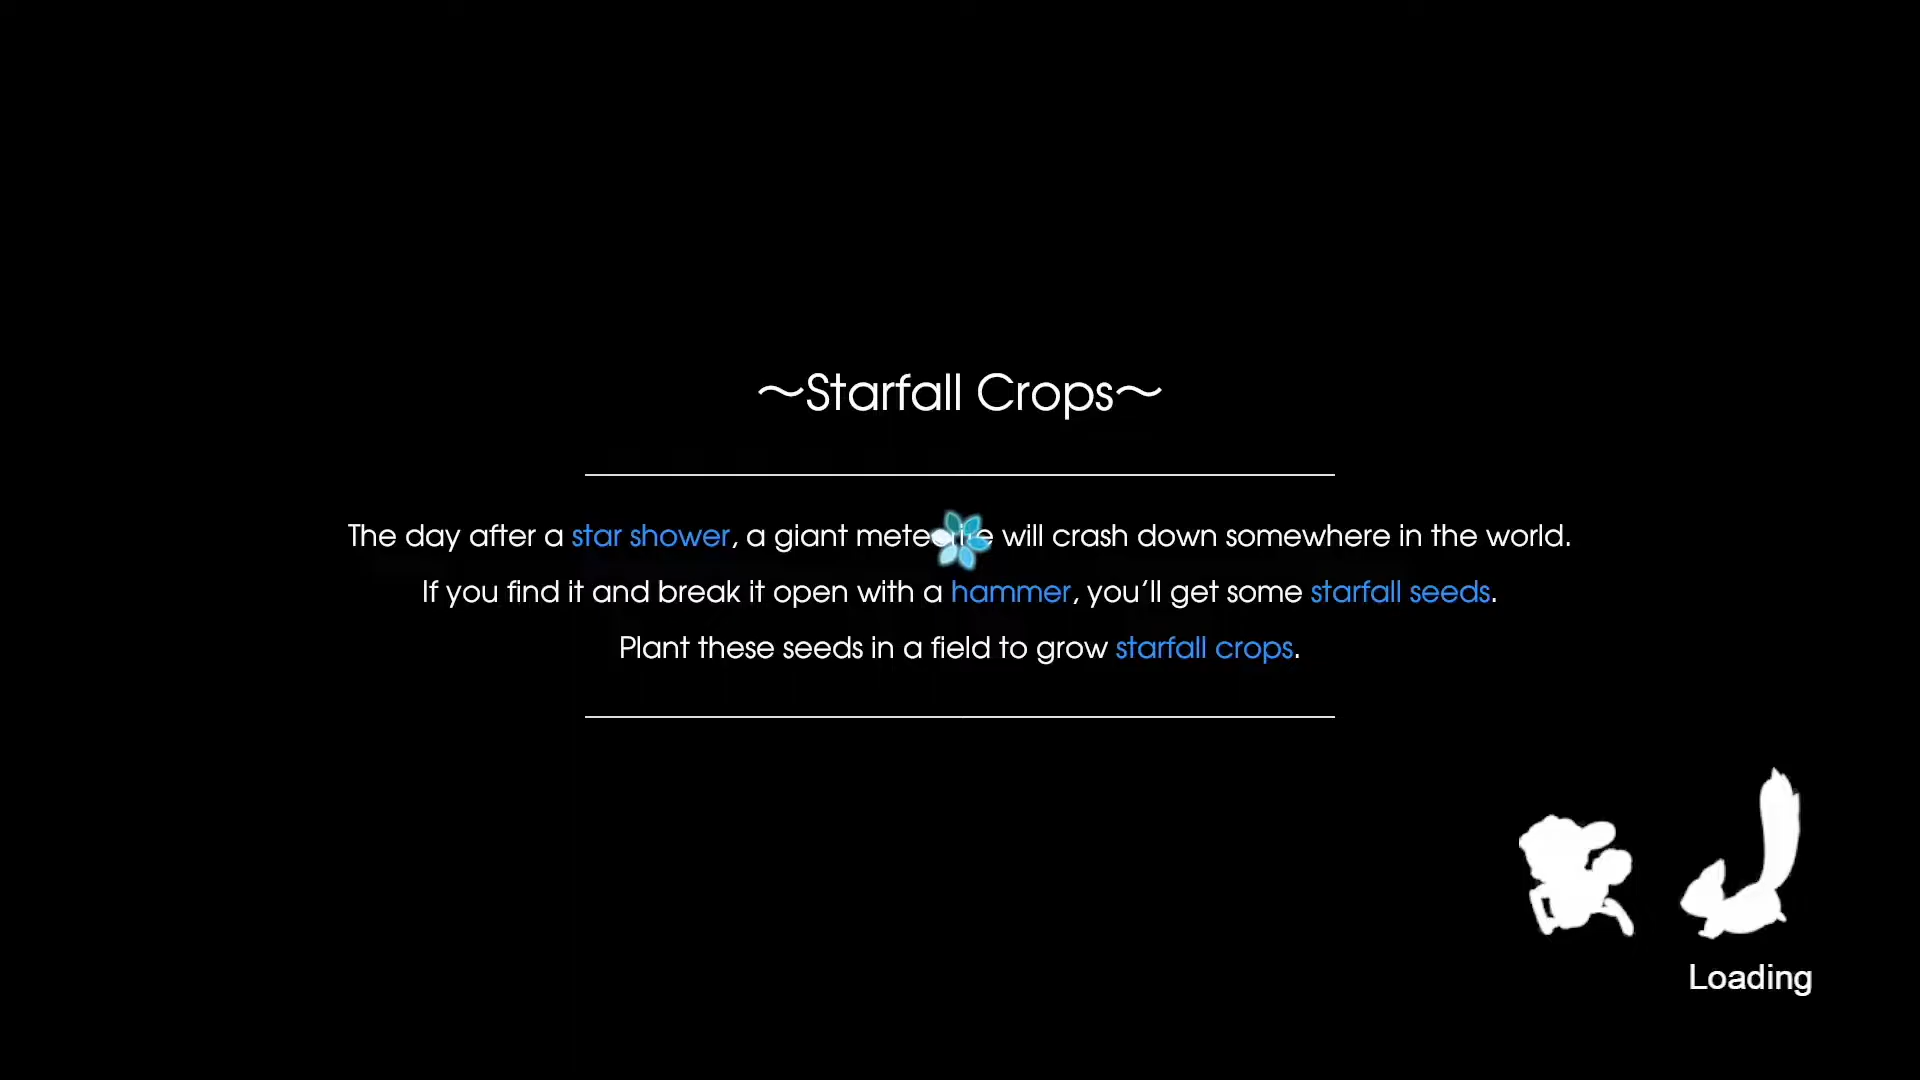 ～Starfall Crops～
The day after a star shower, a giant meteorite will crash down somewhere in the world.
If you find it and break it open with a hammer, you’ll get some starfall seeds.
Plant these seeds in a field to grow starfall crops.
Loading